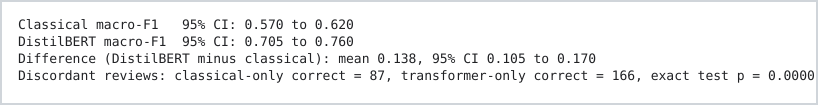 Classical macro-F1   95% CI: 0.570 to 0.620
DistilBERT macro-F1  95% CI: 0.705 to 0.760
Difference (DistilBERT minus classical): mean 0.138, 95% CI 0.105 to 0.170
Discordant reviews: classical-only correct = 87, transformer-only correct = 166, exact test p = 0.0000